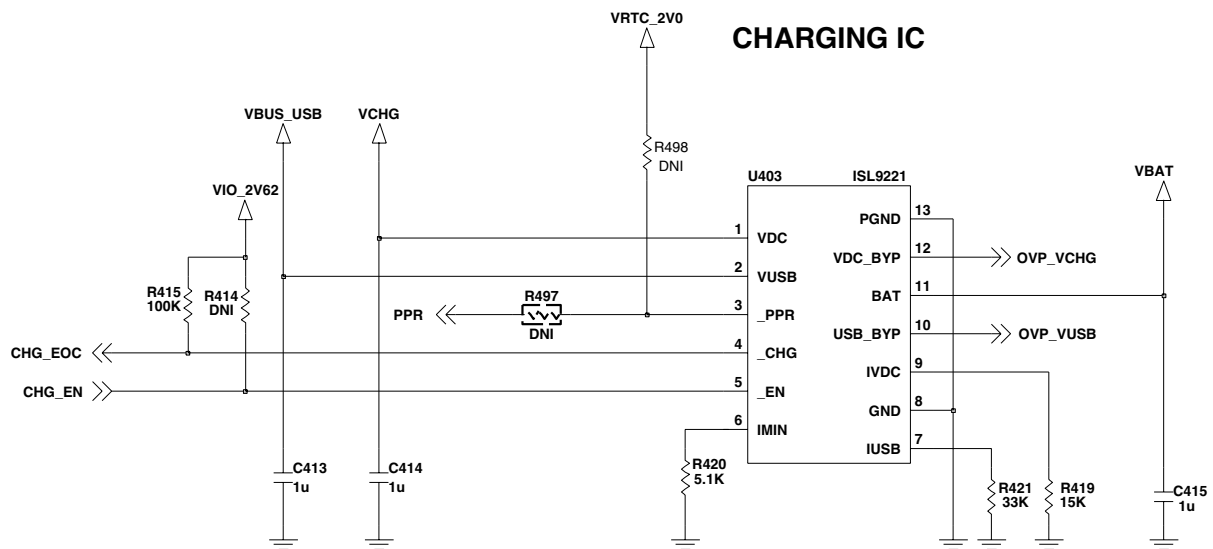 VRTC_2V0
CHARGING IC
VBUS_USB
VCHG
R498
DNI
U403
ISL9221
VBAT
VIO_2V62
PGND
13
1
VDC
VDC_BYP
12
OVP_VCHG
2
VUSB
BAT
11
R415
100K
R414
DNI
R497
DNI
PPR
3
_PPR
USB_BYP
10
OVP_VUSB
CHG_EOC
4
_CHG
IVDC
9
CHG_EN
5
_EN
GND
8
6
IMIN
IUSB
7
C413
1u
C414
1u
R420
5.1K
R421
33K
R419
15K
C415
1u